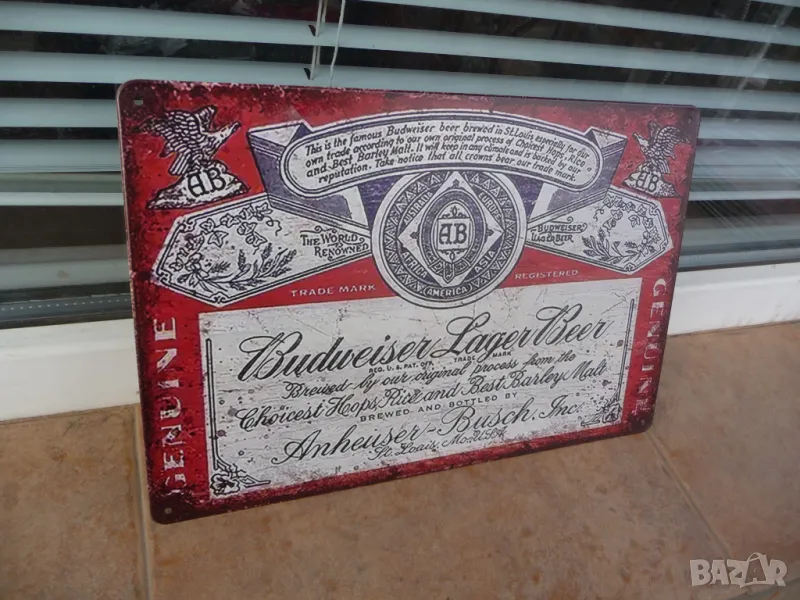 This is the famous Budweiser beer brewed in St. Louis especially for our
own trade according to our own original process of Choicest Hops, Rice
and Best Barley Malt. It will keep in any climate and is backed by our
reputation. Take notice that all crowns bear our trade mark.
AB
AB
THE WORLD
RENOWNED
AUSTRALIA
EUROPE
AFRICA
ASIA
AMERICA
AB
BUDWEISER
LAGER BEER
TRADE MARK
REGISTERED
GENUINE
GENUINE
Budweiser Lager Beer
REG. U.S. PAT. OFF. TRADE MARK
Brewed by our original process from the
Choicest Hops, Rice and Best Barley Malt
BREWED AND BOTTLED BY
Anheuser-Busch, Inc.
St. Louis, Mo. U.S.A.
BAZAR